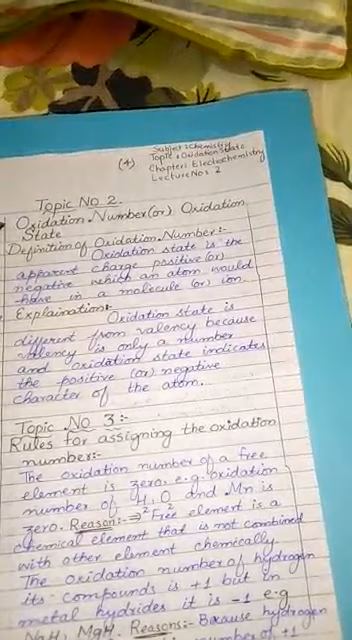 (4)
Subject: Chemistry
Topic: Oxidation State
Chapter: Electrochemistry
Lecture No: 2
Topic No 2.
Oxidation Number (or) Oxidation
State
Definition of Oxidation Number:-
Oxidation state is the
apparent charge positive (or)
negative which an atom would
have in a molecule (or) ion.
Explaination:-
Oxidation state is
different from valency because
valency is only a number
and oxidation state indicates
the positive (or) negative
character of the atom.
Topic No 3:-
Rules for assigning the oxidation
number:-
The oxidation number of a free
element is zero. e.g. oxidation
number of H₂, O₂ and Mn is
zero. Reason:-⇒ Free element is a
chemical element that is not combined
with other element chemically.
The oxidation number of hydrogen
its compounds is +1 but in
metal hydrides it is -1 e.g
NaH, MgH₂. Reasons:- Because hydrogen
number of